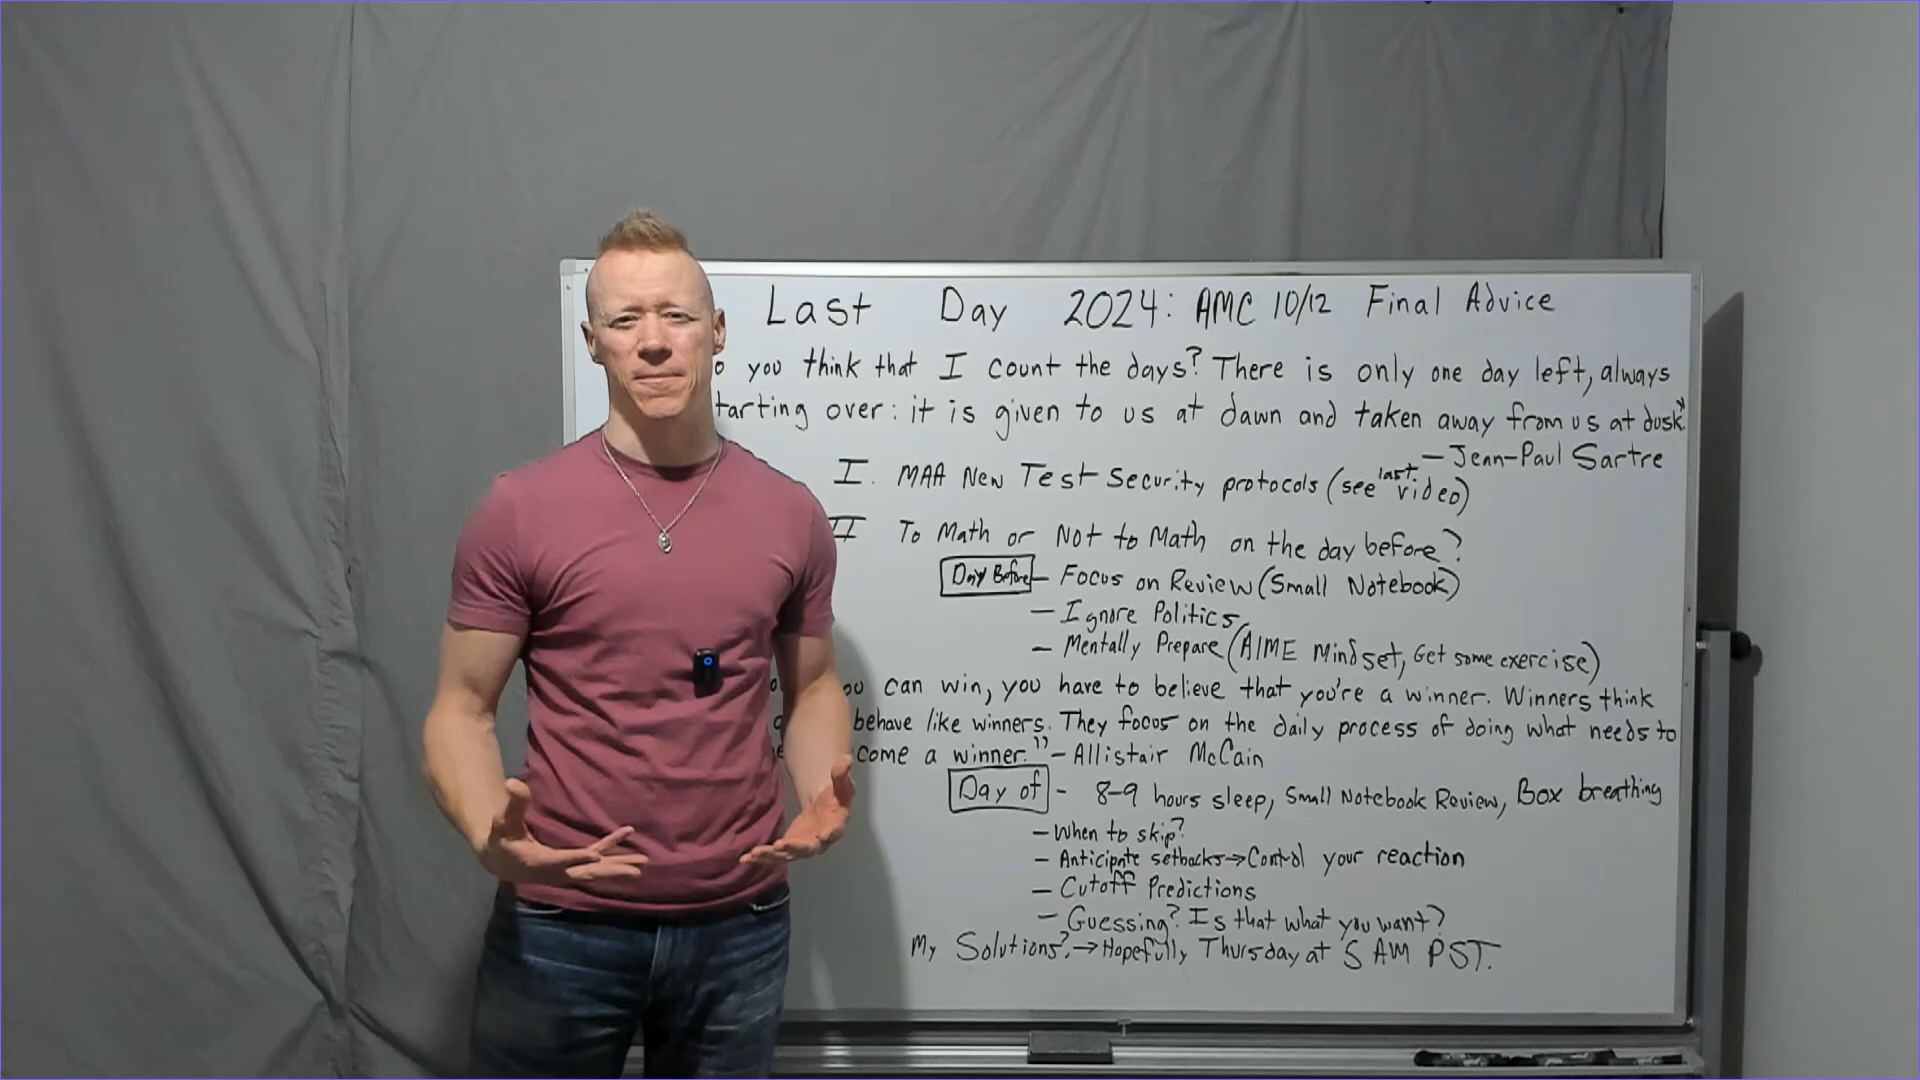 Last Day 2024: AMC 10/12 Final Advice
you think that I count the days? There is only one day left, always
tarting over: it is given to us at dawn and taken away from us at dusk."
— Jean-Paul Sartre
I. MAA New Test Security protocols (see last video)
II To Math or Not to Math on the day before?
Day Before — Focus on Review (Small Notebook)
— Ignore Politics
— Mentally Prepare (AIME Mindset, Get some exercise)
ou can win, you have to believe that you're a winner. Winners think
behave like winners. They focus on the daily process of doing what needs to
come a winner." — Allistair McCain
Day of - 8-9 hours sleep, Small Notebook Review, Box breathing
— When to skip?
— Anticipate setbacks → Control your reaction
— Cutoff Predictions
— Guessing? Is that what you want?
My Solutions? → Hopefully Thursday at 5 AM PST.